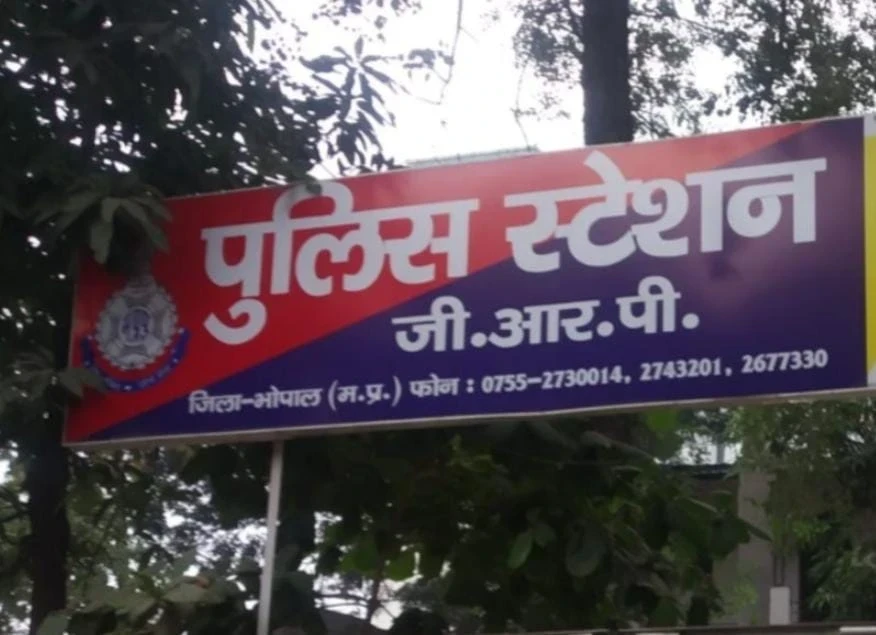 पुलिस स्टेशन
जी.आर.पी.
जिला-भोपाल (म.प्र.) फोन : 0755-2730014, 2743201, 2677330